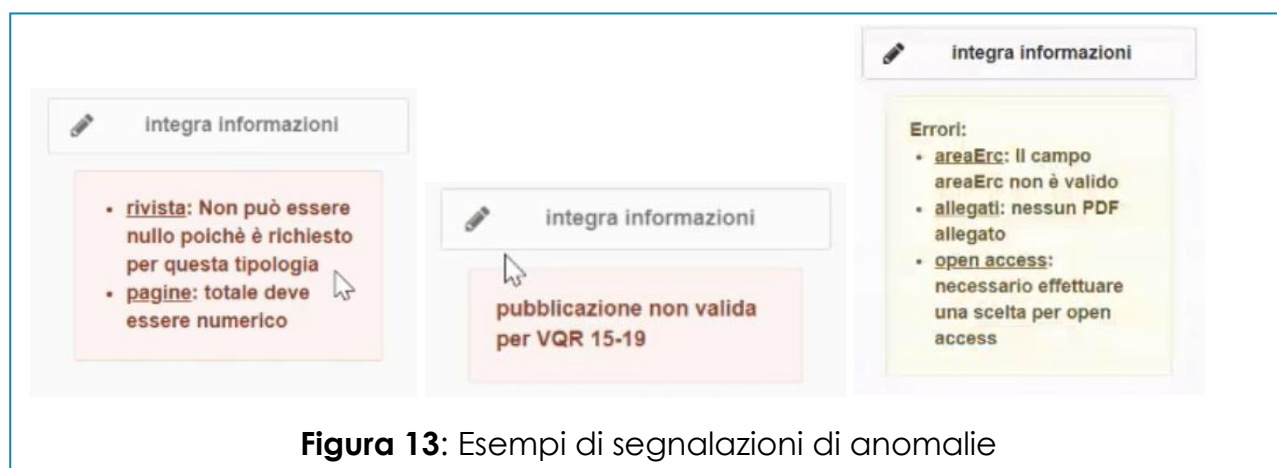 integra informazioni
• rivista: Non può essere
nullo poichè è richiesto
per questa tipologia
• pagine: totale deve
essere numerico
integra informazioni
pubblicazione non valida
per VQR 15-19
integra informazioni
Errori:
• areaErc: Il campo
areaErc non è valido
• allegati: nessun PDF
allegato
• open access:
necessario effettuare
una scelta per open
access
Figura 13: Esempi di segnalazioni di anomalie